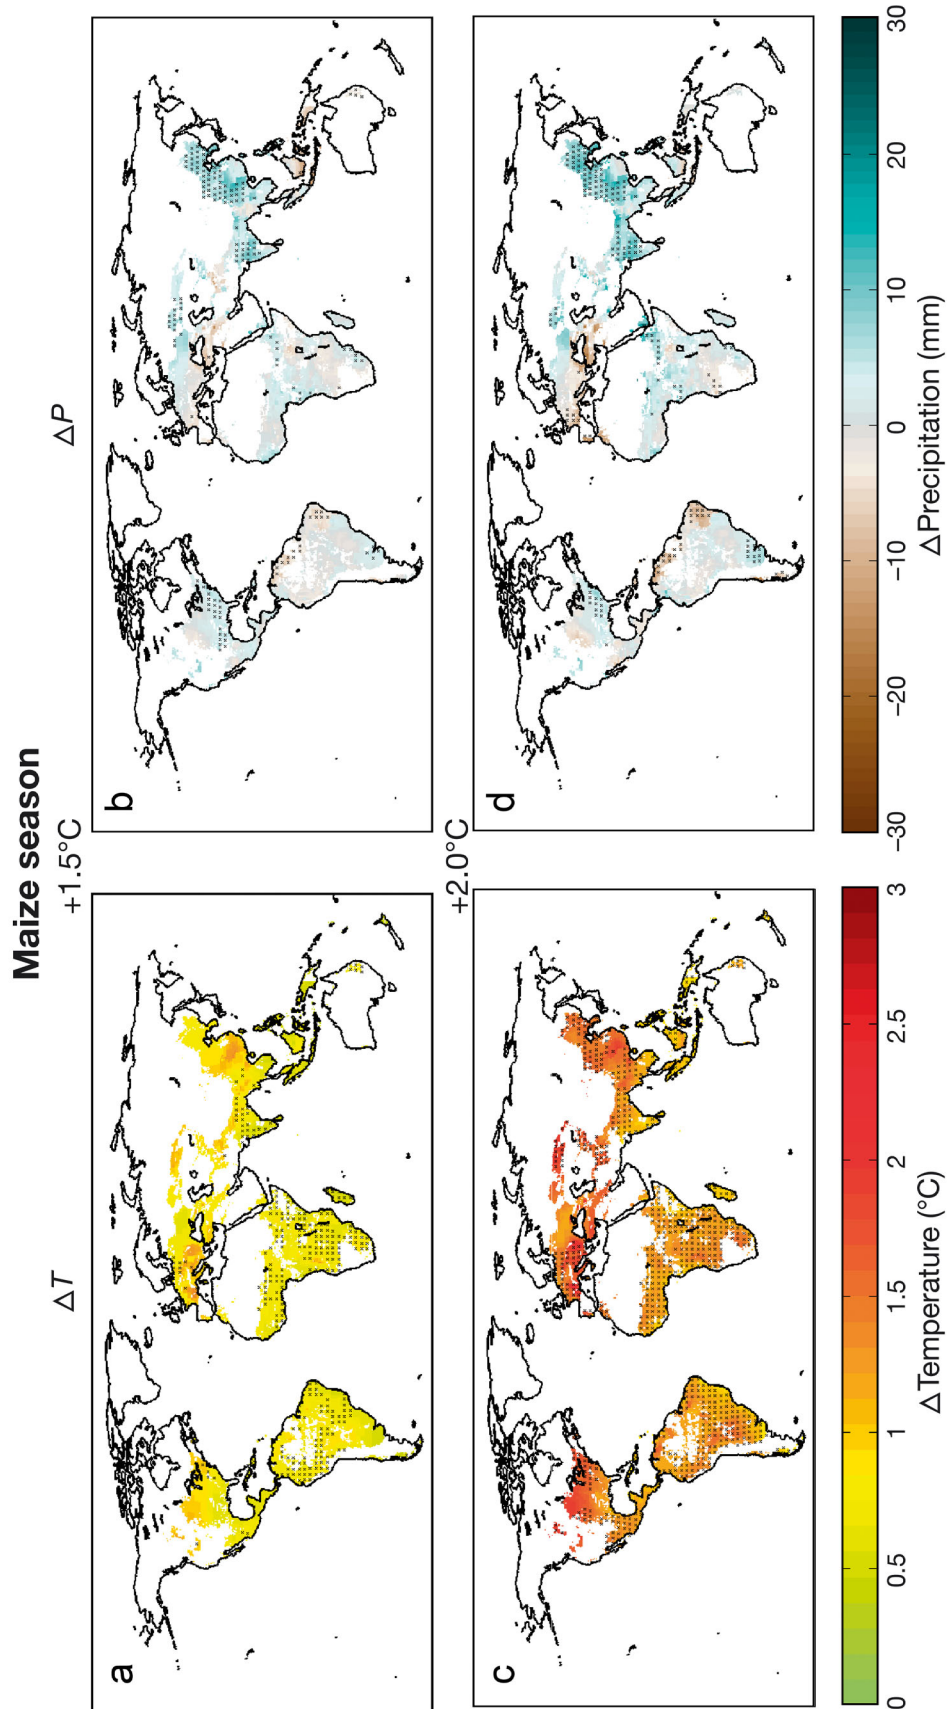 Maize season
ΔT
+1.5°C
ΔP
a
b
+2.0°C
c
d
0
0.5
1
1.5
2
2.5
3
ΔTemperature (°C)
−30
−20
−10
0
10
20
30
ΔPrecipitation (mm)